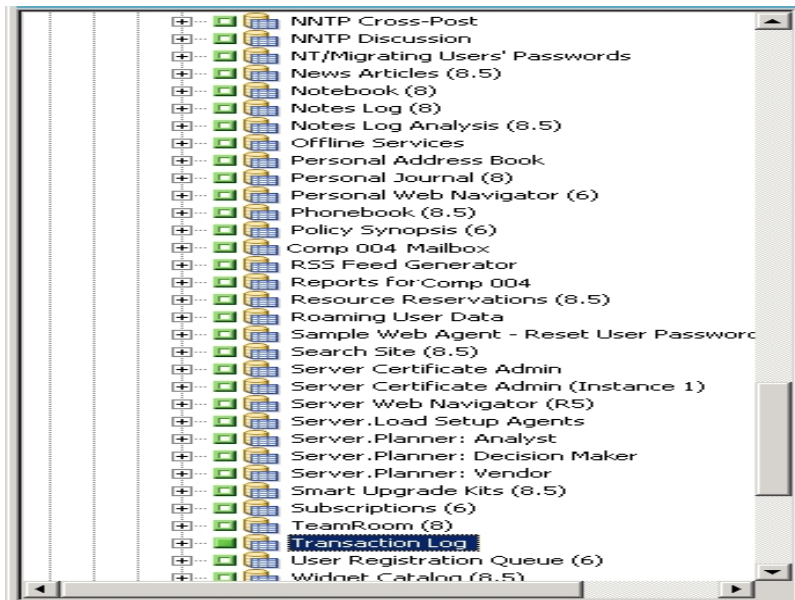 NNTP Cross-Post
NNTP Discussion
NT/Migrating Users' Passwords
News Articles (8.5)
Notebook (8)
Notes Log (8)
Notes Log Analysis (8.5)
Offline Services
Personal Address Book
Personal Journal (8)
Personal Web Navigator (6)
Phonebook (8.5)
Policy Synopsis (6)
Comp 004 Mailbox
RSS Feed Generator
Reports for Comp 004
Resource Reservations (8.5)
Roaming User Data
Sample Web Agent - Reset User Password
Search Site (8.5)
Server Certificate Admin
Server Certificate Admin (Instance 1)
Server Web Navigator (R5)
Server.Load Setup Agents
Server.Planner: Analyst
Server.Planner: Decision Maker
Server.Planner: Vendor
Smart Upgrade Kits (8.5)
Subscriptions (6)
TeamRoom (8)
Transaction Log
User Registration Queue (6)
Widget Catalog (8.5)